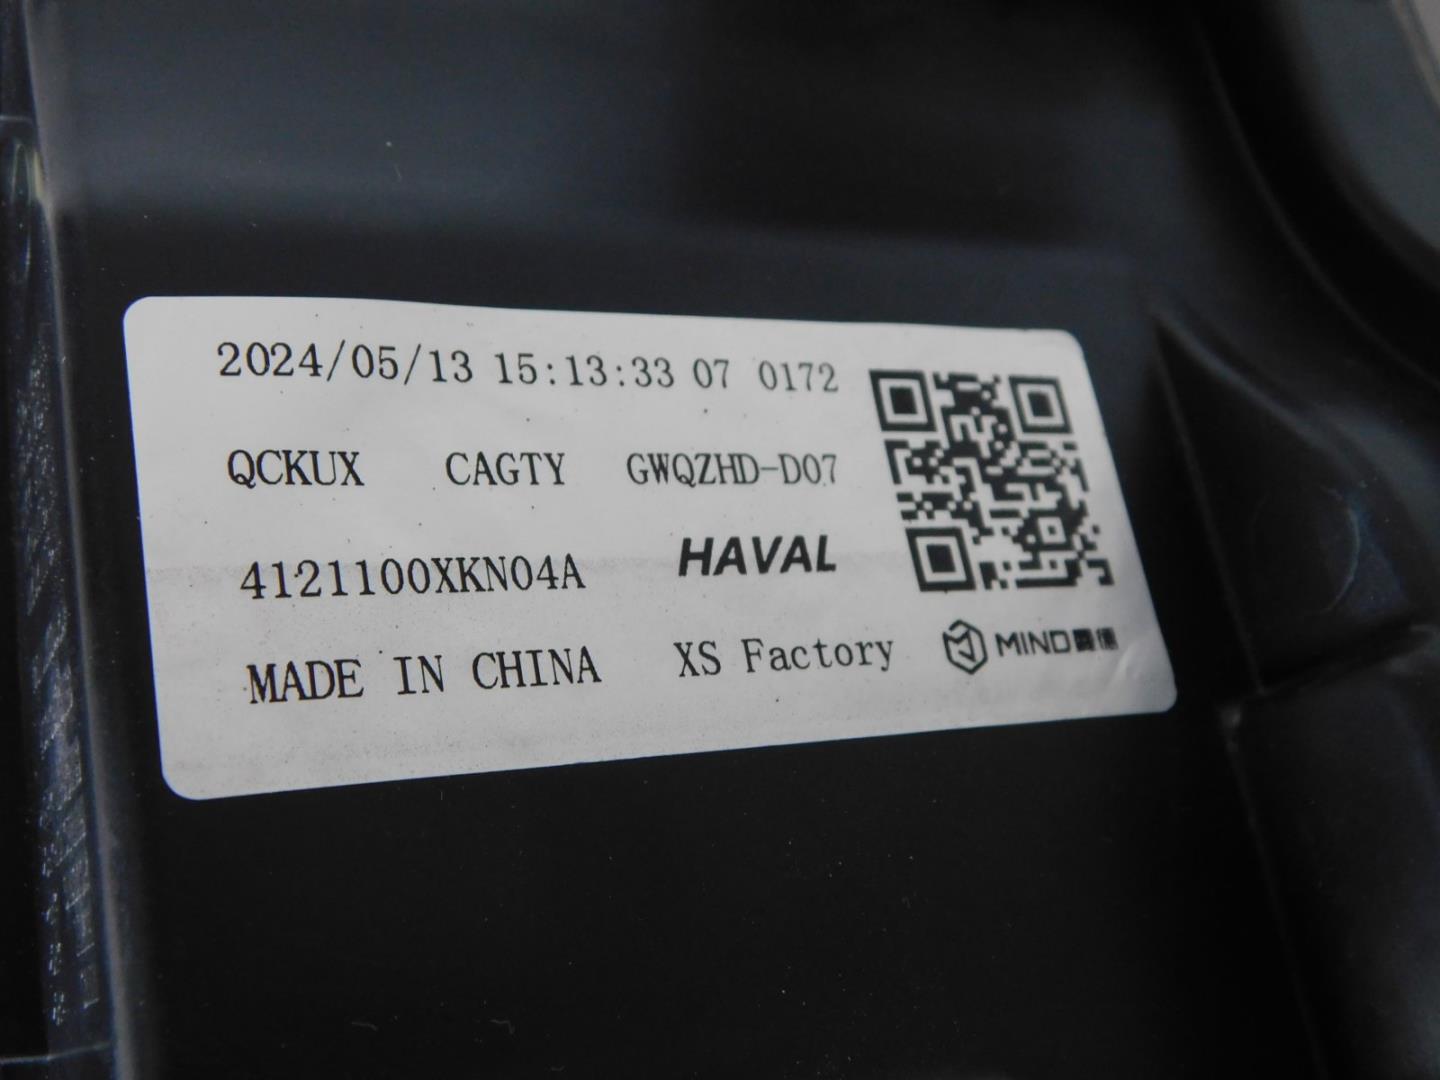 2024/05/13 15:13:33 07 0172
QCKUX CAGTY GWQZHD-D07
4121100XKN04A HAVAL
MADE IN CHINA XS Factory MIND